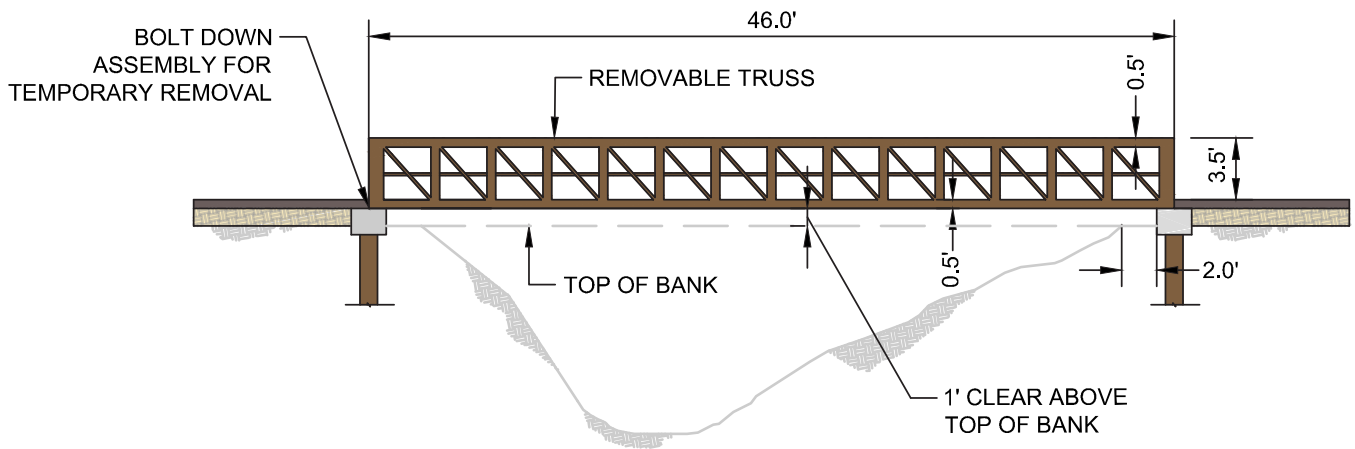 46.0'
BOLT DOWN
ASSEMBLY FOR
TEMPORARY REMOVAL
REMOVABLE TRUSS
0.5'
3.5'
TOP OF BANK
0.5'
2.0'
1' CLEAR ABOVE
TOP OF BANK